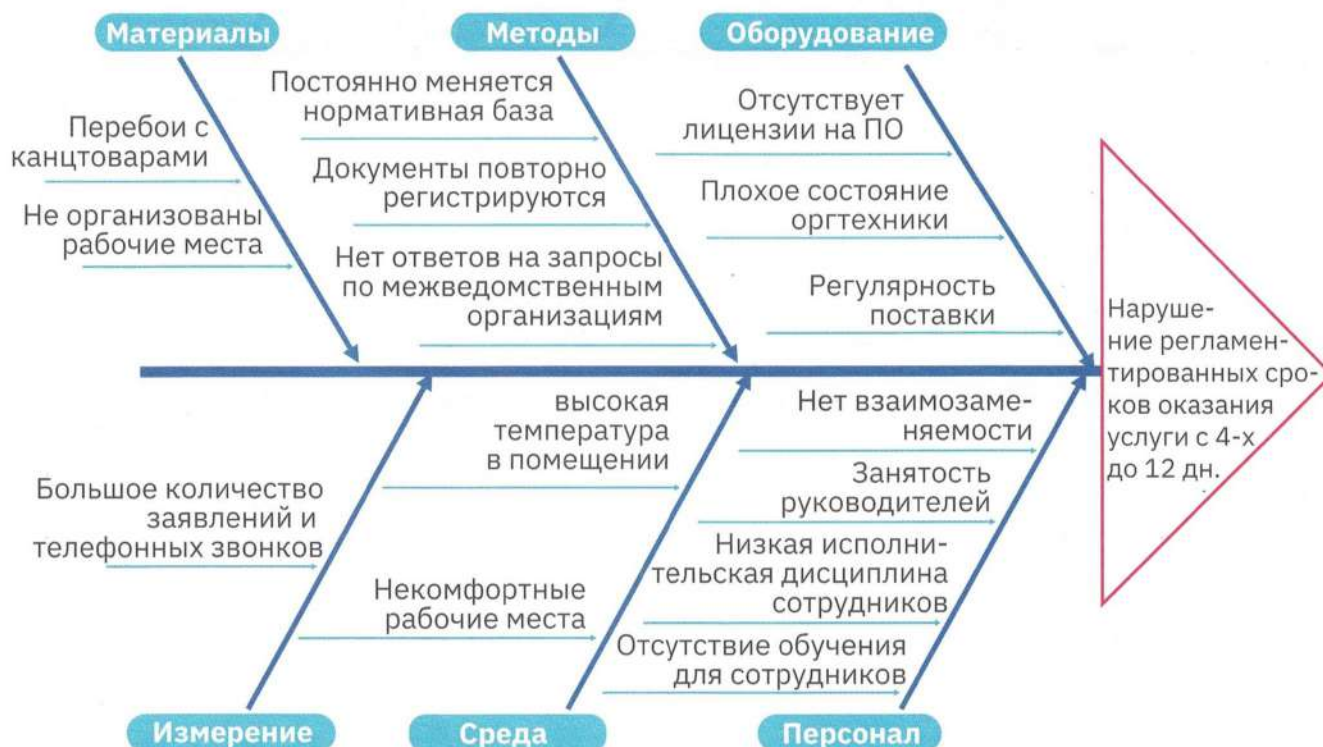 Материалы
Методы
Оборудование
Постоянно меняется
нормативная база
Отсутствует
лицензии на ПО
Перебои с
канцтоварами
Документы повторно
регистрируются
Плохое состояние
оргтехники
Не организованы
рабочие места
Нет ответов на запросы
по межведомственным
организациям
Регулярность
поставки
Наруше-
ние регламен-
тированных сро-
ков оказания
услуги с 4-х
до 12 дн.
высокая
температура
в помещении
Нет взаимозаме-
няемости
Большое количество
заявлений и
телефонных звонков
Занятость
руководителей
Некомфортные
рабочие места
Низкая исполни-
тельская дисциплина
сотрудников
Отсутствие обучения
для сотрудников
Измерение
Среда
Персонал